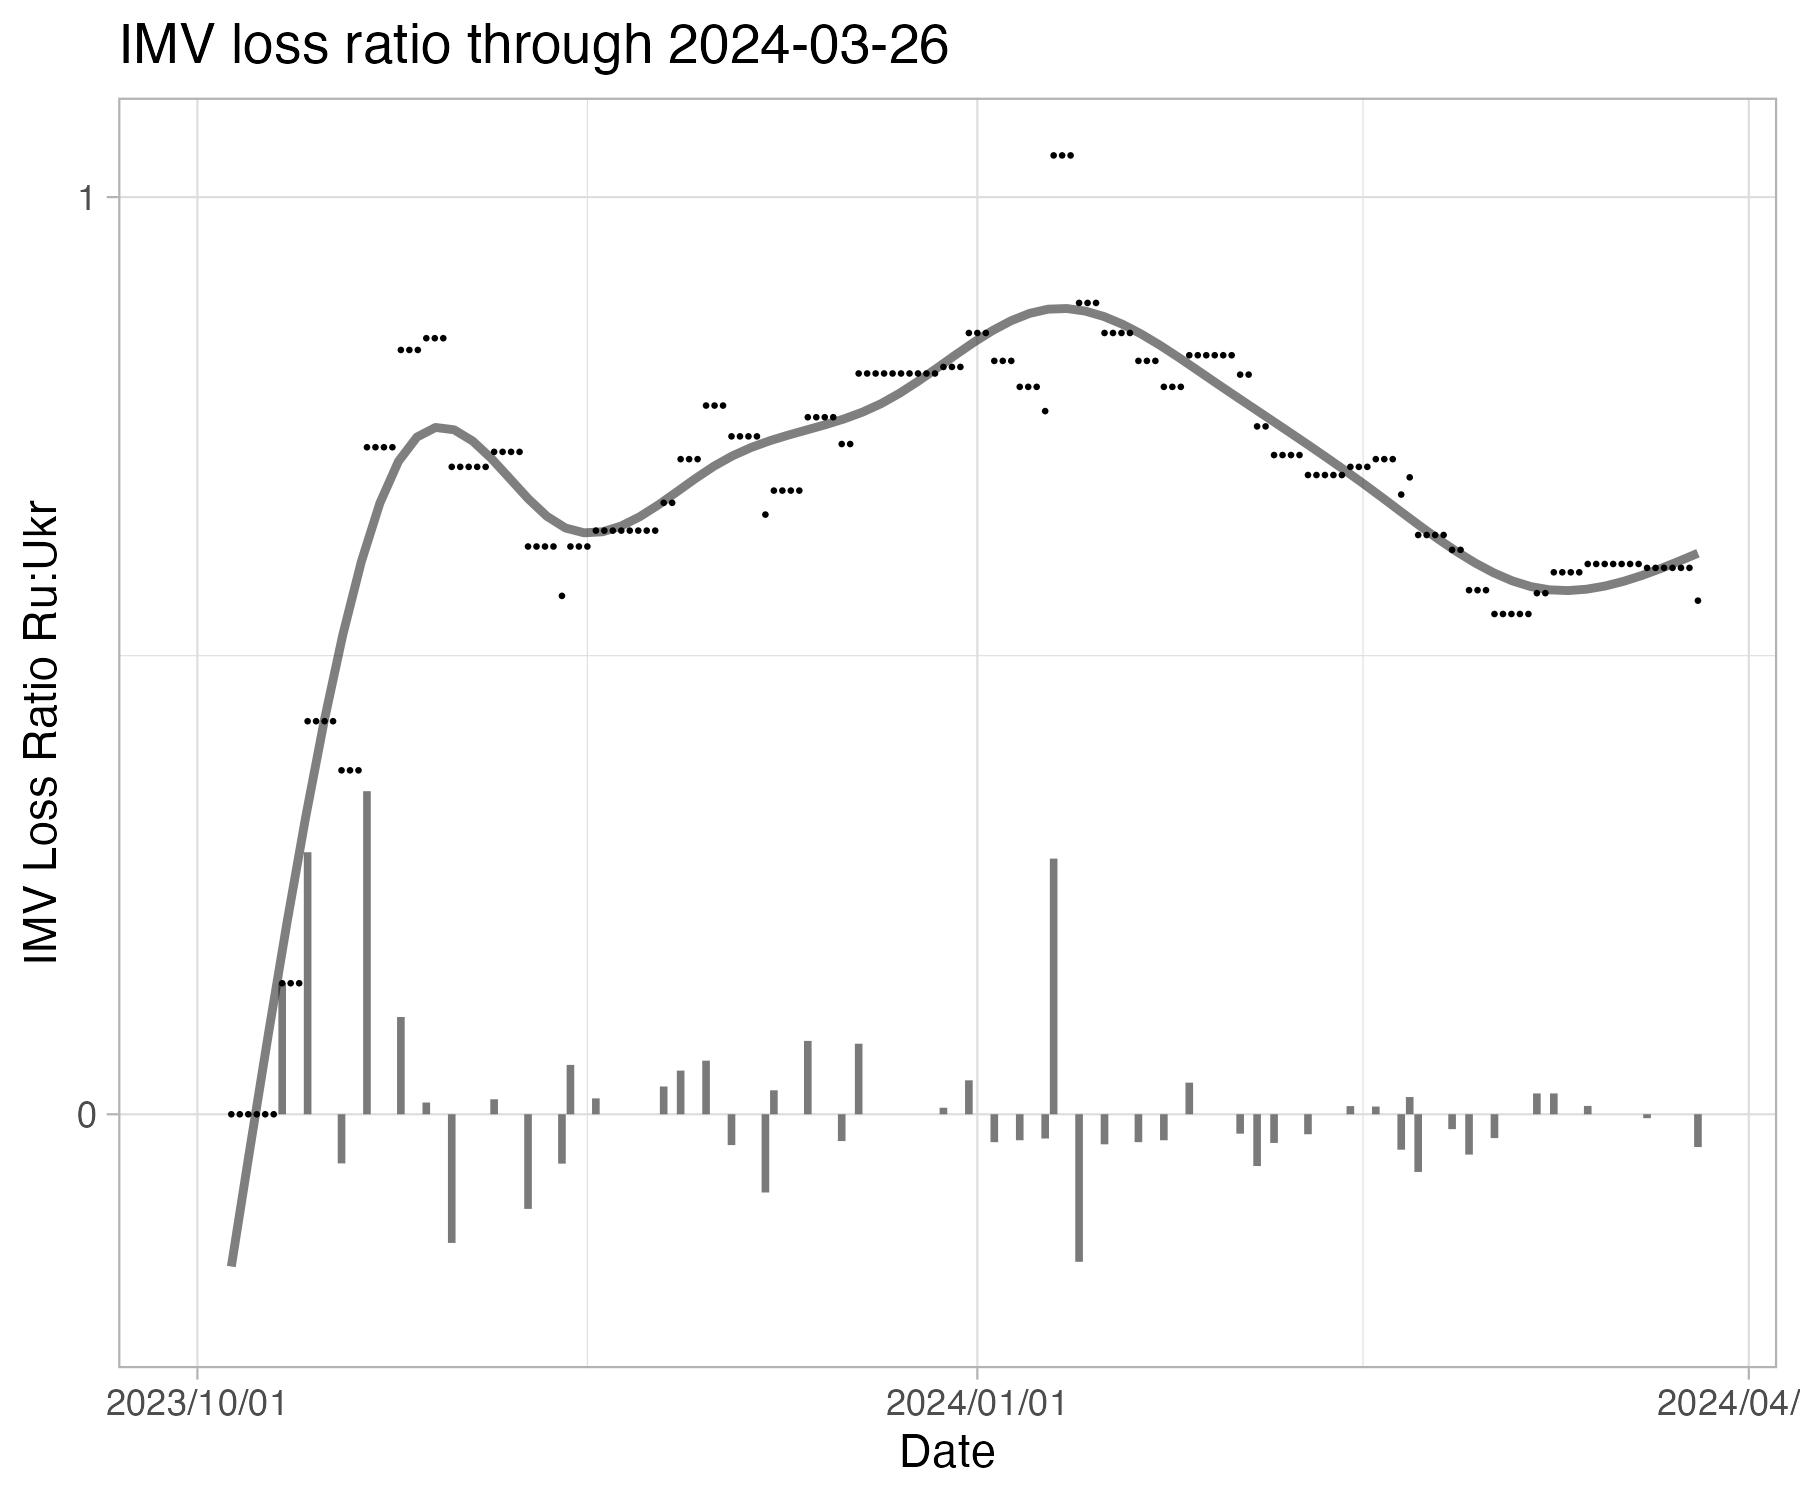 IMV loss ratio through 2024-03-26
IMV Loss Ratio Ru:Ukr
1
0
2023/10/01
2024/01/01
2024/04/
Date